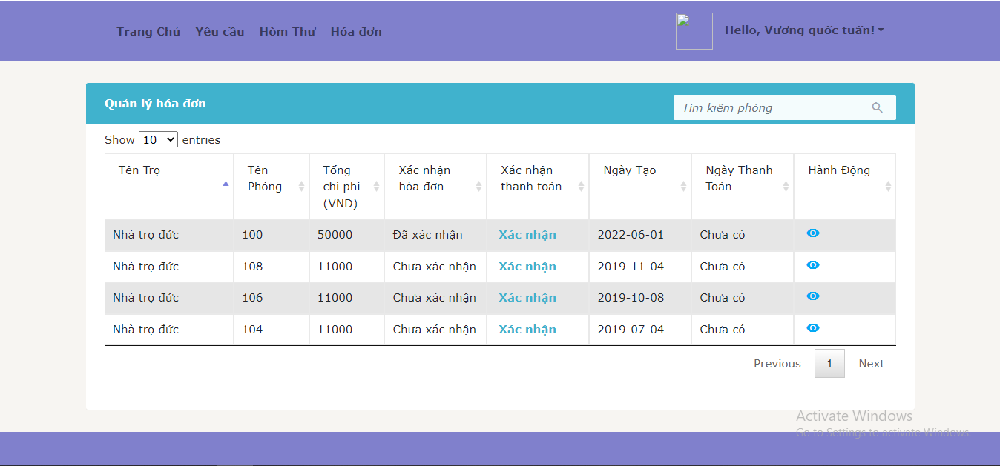 Trang Chủ Yêu cầu Hòm Thư Hóa đơn Hello, Vương quốc tuấn!
Quản lý hóa đơn Tìm kiếm phòng
Show 10 entries
Tên Trọ Tên Phòng Tổng chi phí (VND) Xác nhận hóa đơn Xác nhận thanh toán Ngày Tạo Ngày Thanh Toán Hành Động
Nhà trọ đức 100 50000 Đã xác nhận Xác nhận 2022-06-01 Chưa có
Nhà trọ đức 108 11000 Chưa xác nhận Xác nhận 2019-11-04 Chưa có
Nhà trọ đức 106 11000 Chưa xác nhận Xác nhận 2019-10-08 Chưa có
Nhà trọ đức 104 11000 Chưa xác nhận Xác nhận 2019-07-04 Chưa có
Previous 1 Next
Activate Windows
Go to Settings to activate Windows.